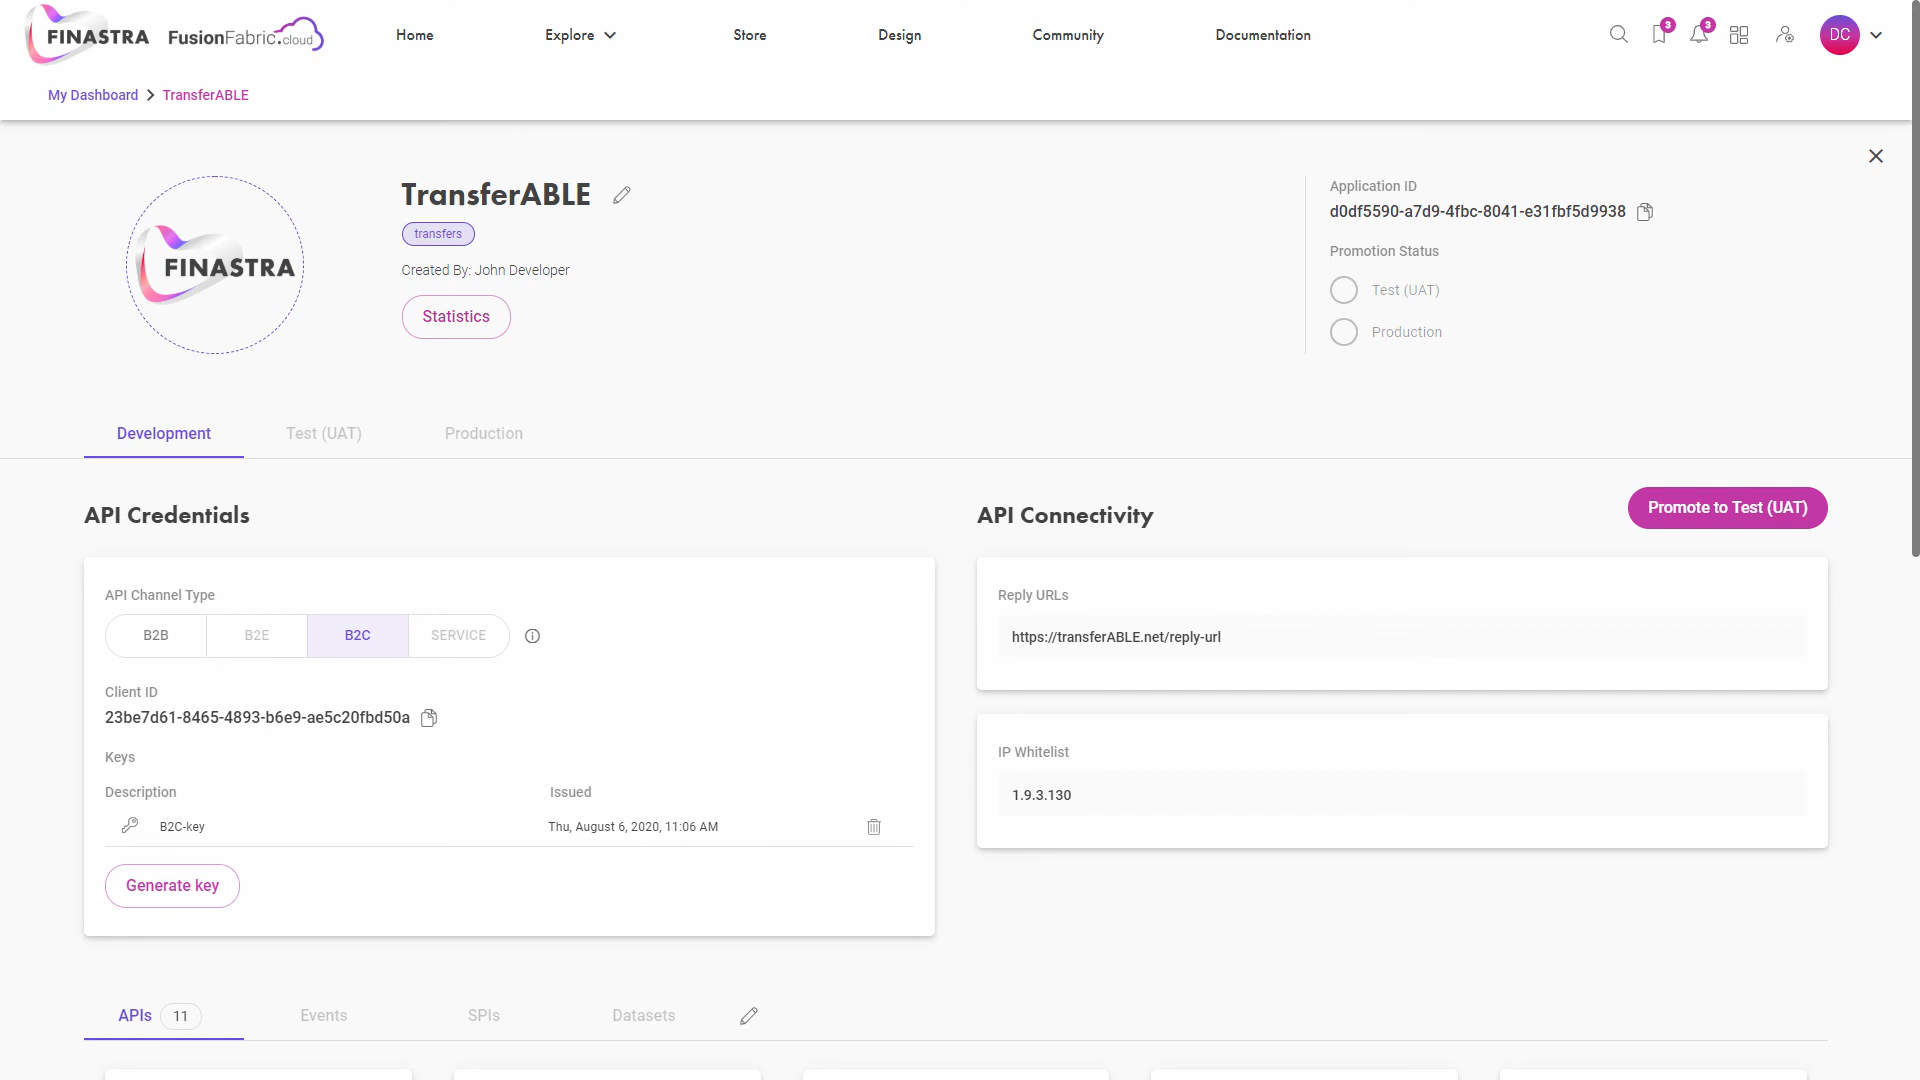 FINASTRA FusionFabric.cloud
Home Explore Store Design Community Documentation
3 3 DC
My Dashboard TransferABLE
FINASTRA
TransferABLE
transfers
Created By: John Developer
Statistics
Application ID
d0df5590-a7d9-4fbc-8041-e31fbf5d9938
Promotion Status
Test (UAT)
Production
Development Test (UAT) Production
API Credentials
API Channel Type
B2B B2E B2C SERVICE
Client ID
23be7d61-8465-4893-b6e9-ae5c20fbd50a
Keys
Description Issued
B2C-key Thu, August 6, 2020, 11:06 AM
Generate key
API Connectivity
Promote to Test (UAT)
Reply URLs
https://transferABLE.net/reply-url
IP Whitelist
1.9.3.130
APIs 11 Events SPIs Datasets